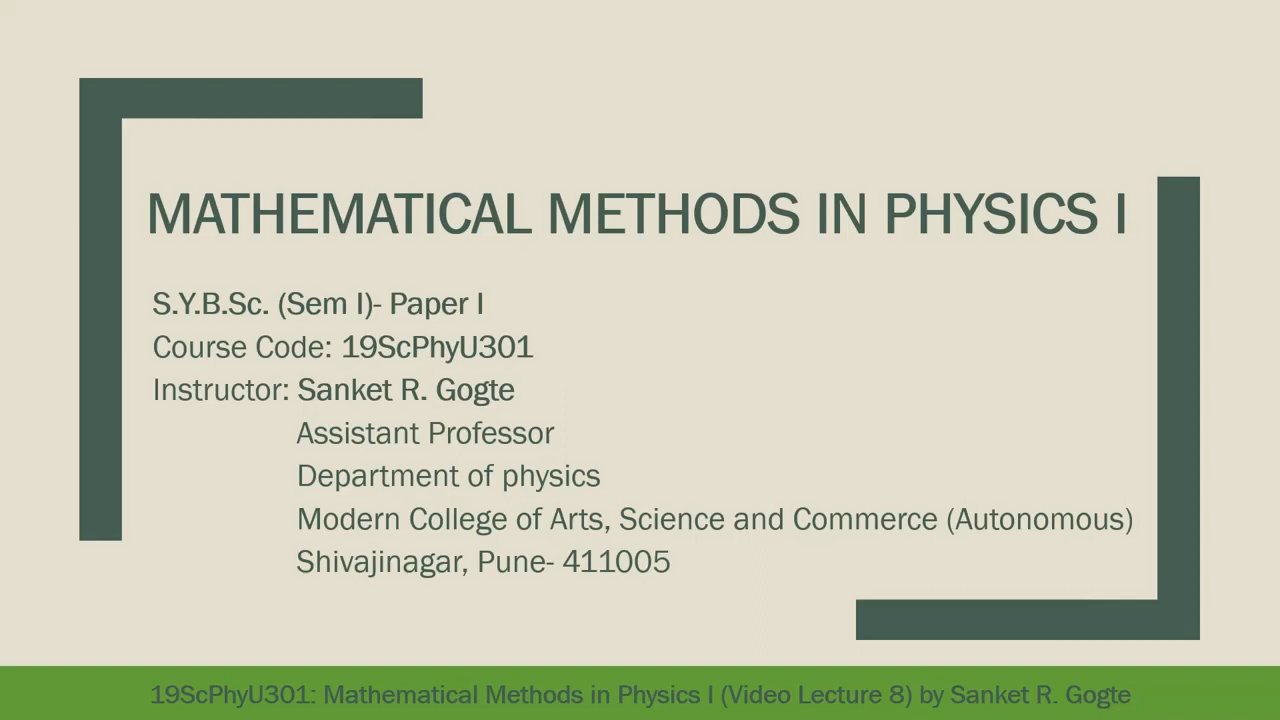 MATHEMATICAL METHODS IN PHYSICS I
S.Y.B.Sc. (Sem I)- Paper I
Course Code: 19ScPhyU301
Instructor: Sanket R. Gogte
Assistant Professor
Department of physics
Modern College of Arts, Science and Commerce (Autonomous)
Shivajinagar, Pune- 411005
19ScPhyU301: Mathematical Methods in Physics I (Video Lecture 8) by Sanket R. Gogte